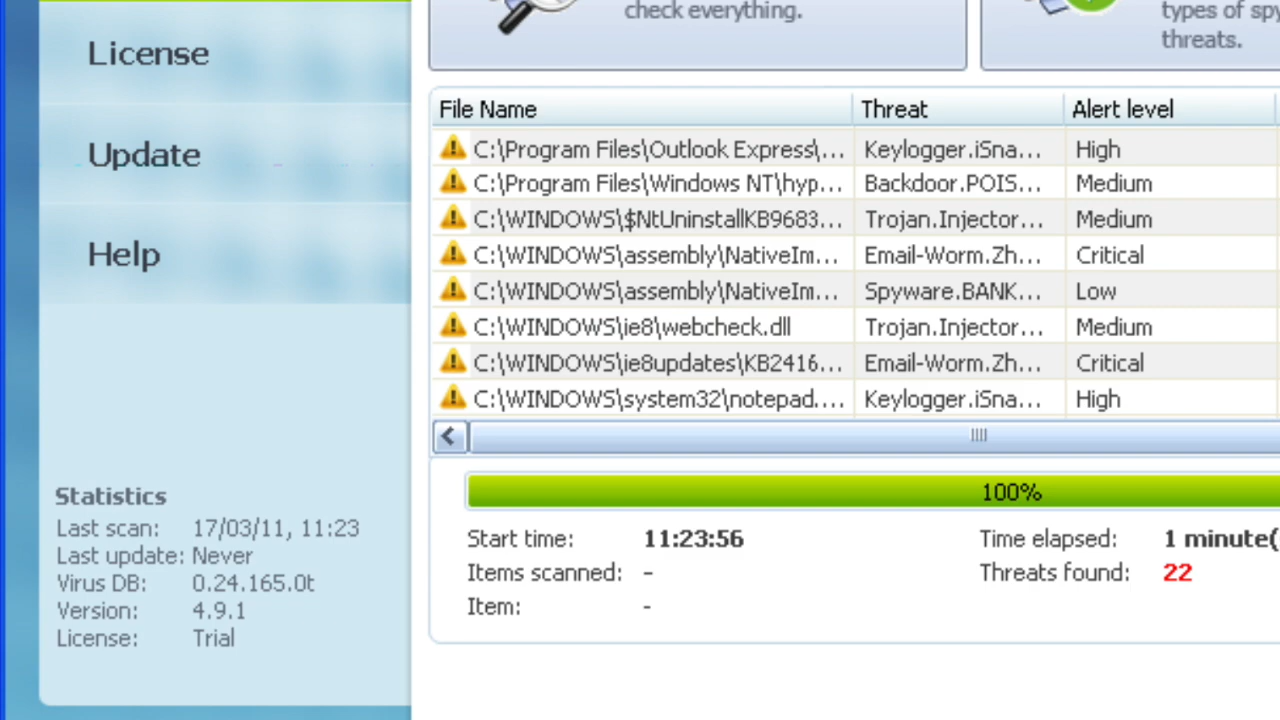 check everything.
types of spy
threats.
License
Update
Help
File Name Threat Alert level
C:\Program Files\Outlook Express\... Keylogger.iSna... High
C:\Program Files\Windows NT\hyp... Backdoor.POIS... Medium
C:\WINDOWS\$NtUninstallKB9683... Trojan.Injector... Medium
C:\WINDOWS\assembly\NativeIm... Email-Worm.Zh... Critical
C:\WINDOWS\assembly\NativeIm... Spyware.BANK... Low
C:\WINDOWS\ie8\webcheck.dll Trojan.Injector... Medium
C:\WINDOWS\ie8updates\KB2416... Email-Worm.Zh... Critical
C:\WINDOWS\system32\notepad.... Keylogger.iSna... High
100%
Start time: 11:23:56 Time elapsed: 1 minute(
Items scanned: - Threats found: 22
Item: -
Statistics
Last scan: 17/03/11, 11:23
Last update: Never
Virus DB: 0.24.165.0t
Version: 4.9.1
License: Trial